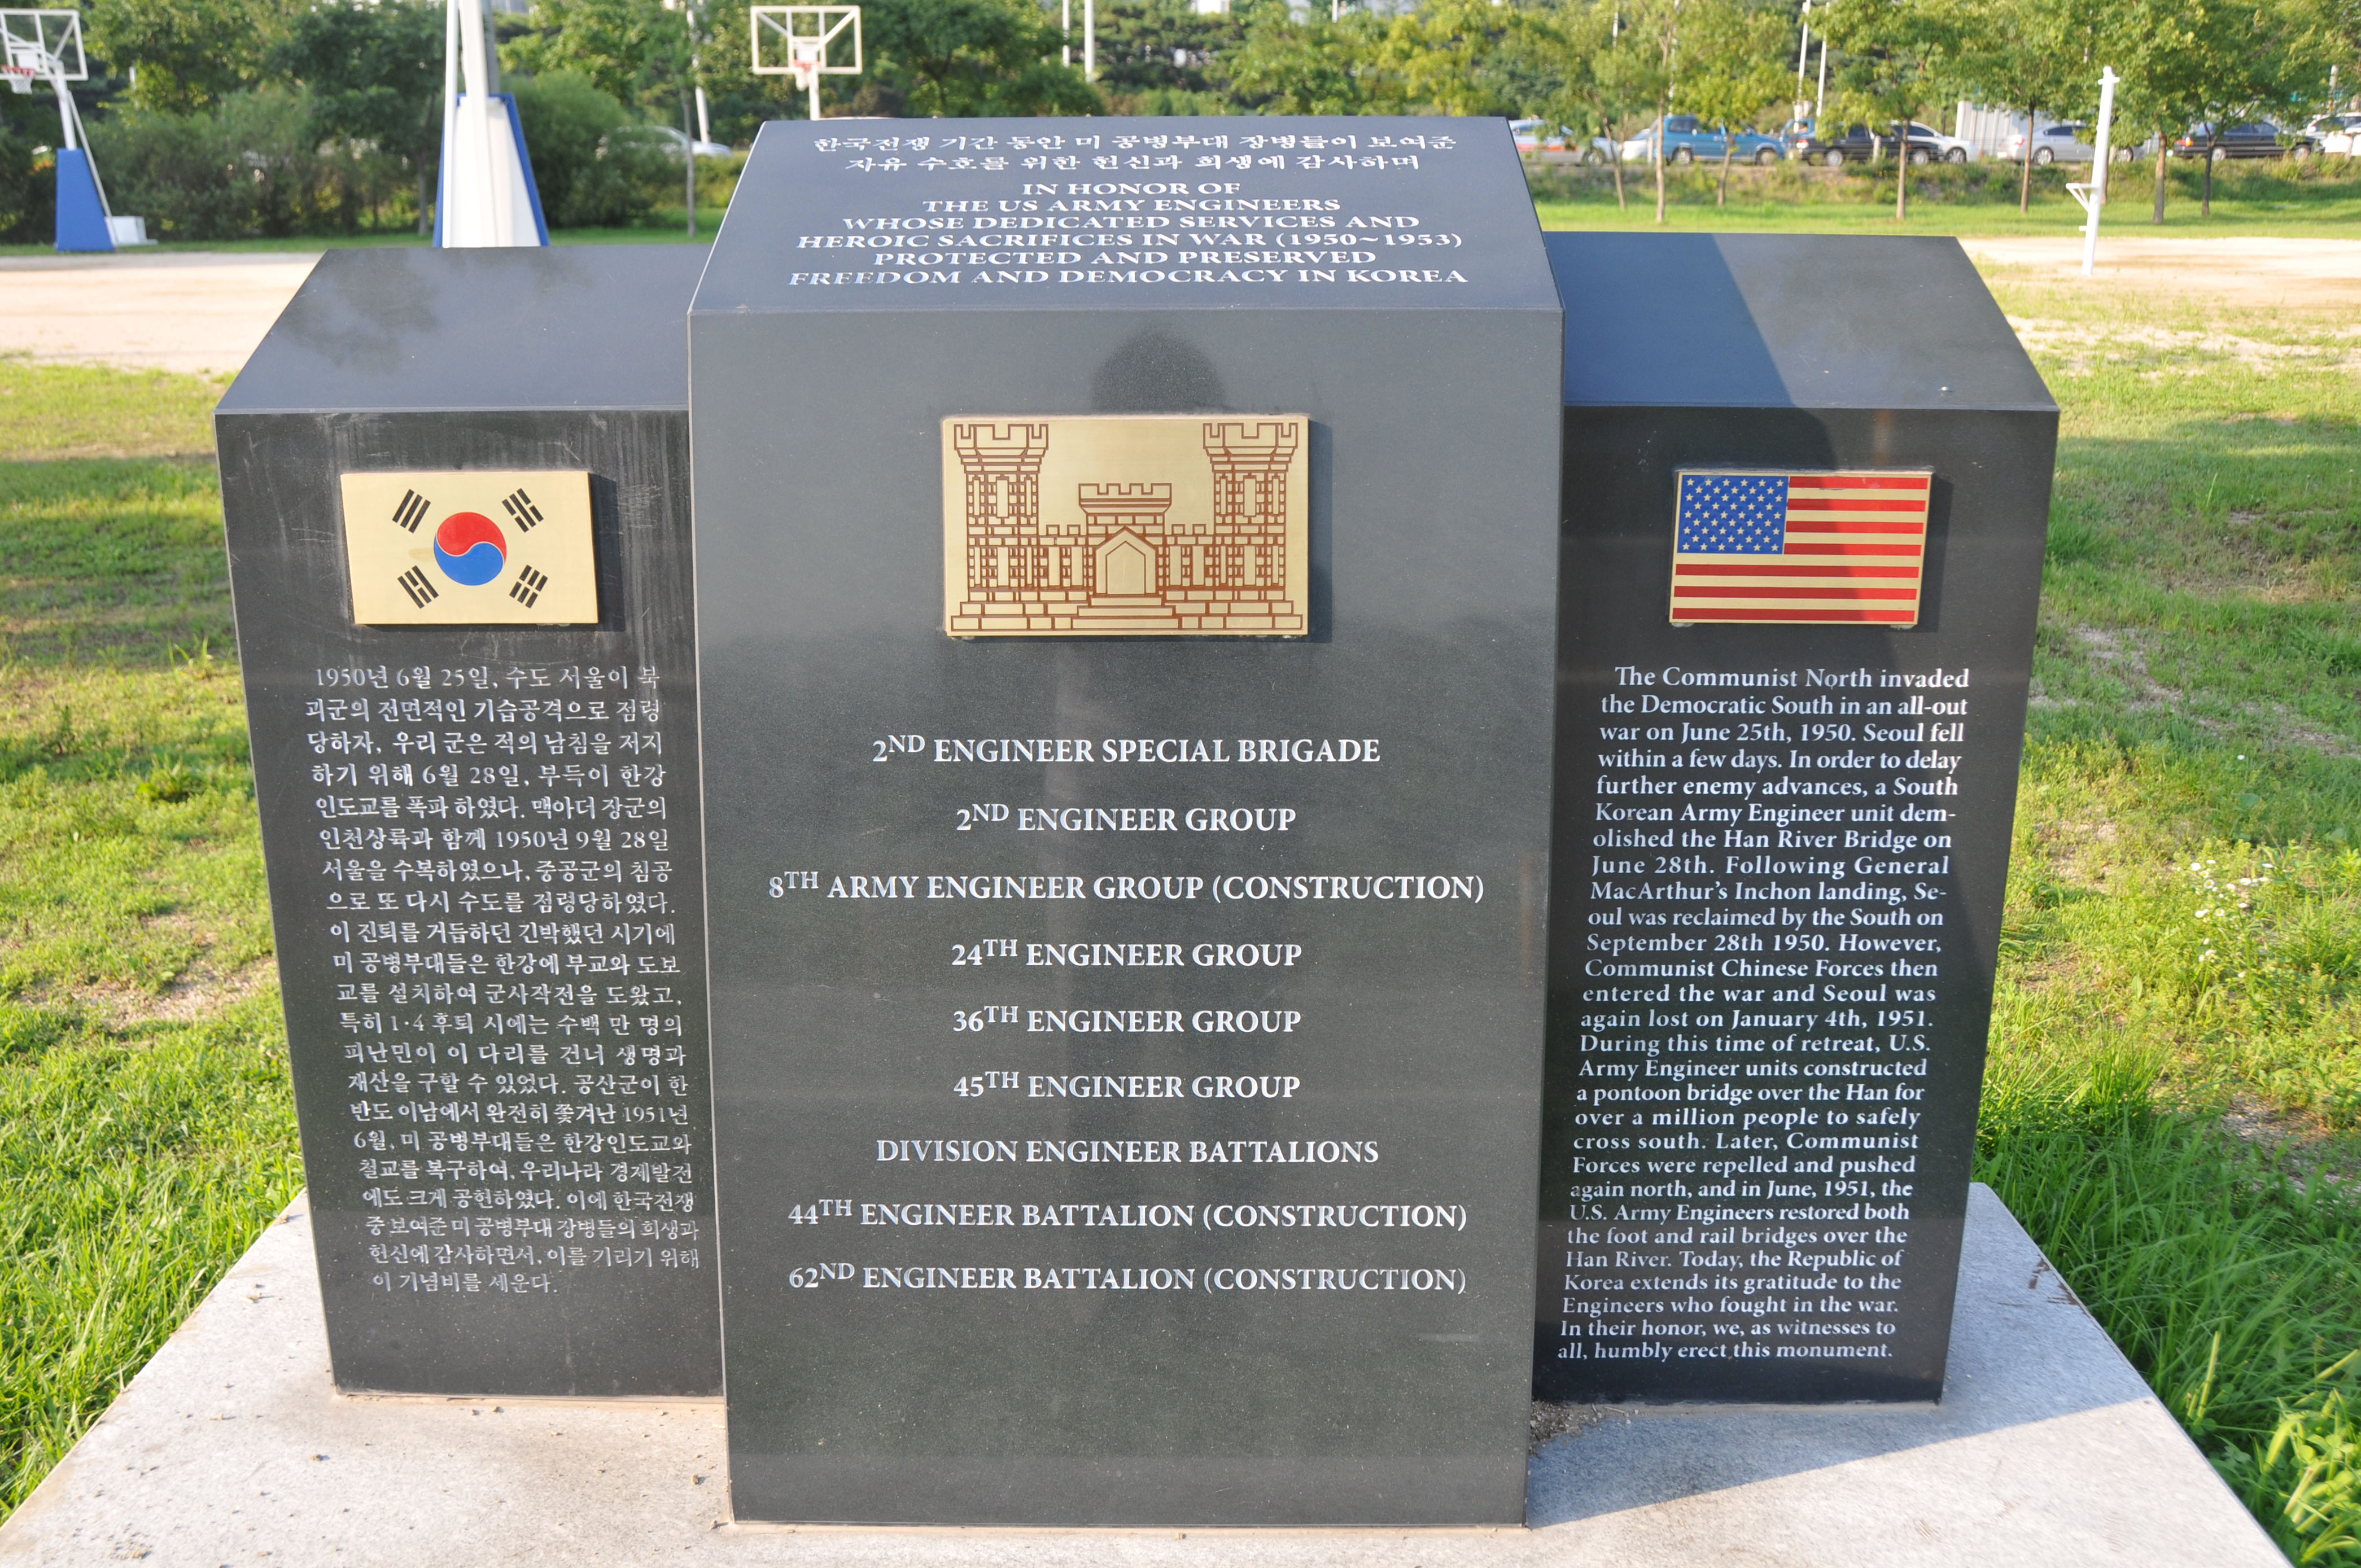 한국전쟁 기간 동안 미 공병부대 장병들이 보여준
자유 수호를 위한 헌신과 희생에 감사하며
IN HONOR OF
THE US ARMY ENGINEERS
WHOSE DEDICATED SERVICES AND
HEROIC SACRIFICES IN WAR (1950~1953)
PROTECTED AND PRESERVED
FREEDOM AND DEMOCRACY IN KOREA
1950년 6월 25일, 수도 서울이 북
괴군의 전면적인 기습공격으로 점령
당하자, 우리 군은 적의 남침을 저지
하기 위해 6월 28일, 부득이 한강
인도교를 폭파 하였다. 맥아더 장군의
인천상륙과 함께 1950년 9월 28일
서울을 수복하였으나, 중공군의 침공
으로 또 다시 수도를 점령당하였다.
이 진퇴를 거듭하던 긴박했던 시기에
미 공병부대들은 한강에 부교와 도보
교를 설치하여 군사작전을 도왔고,
특히 1·4 후퇴 시에는 수백 만 명의
피난민이 이 다리를 건너 생명과
재산을 구할 수 있었다. 공산군이 한
반도 이남에서 완전히 쫓겨난 1951년
6월, 미 공병부대들은 한강인도교와
철교를 복구하여, 우리나라 경제발전
에도 크게 공헌하였다. 이에 한국전쟁
중 보여준 미 공병부대 장병들의 희생과
헌신에 감사하면서, 이를 기리기 위해
이 기념비를 세운다.
2ND ENGINEER SPECIAL BRIGADE
2ND ENGINEER GROUP
8TH ARMY ENGINEER GROUP (CONSTRUCTION)
24TH ENGINEER GROUP
36TH ENGINEER GROUP
45TH ENGINEER GROUP
DIVISION ENGINEER BATTALIONS
44TH ENGINEER BATTALION (CONSTRUCTION)
62ND ENGINEER BATTALION (CONSTRUCTION)
The Communist North invaded
the Democratic South in an all-out
war on June 25th, 1950. Seoul fell
within a few days. In order to delay
further enemy advances, a South
Korean Army Engineer unit dem-
olished the Han River Bridge on
June 28th. Following General
MacArthur's Inchon landing, Se-
oul was reclaimed by the South on
September 28th 1950. However,
Communist Chinese Forces then
entered the war and Seoul was
again lost on January 4th, 1951.
During this time of retreat, U.S.
Army Engineer units constructed
a pontoon bridge over the Han for
over a million people to safely
cross south. Later, Communist
Forces were repelled and pushed
again north, and in June, 1951, the
U.S. Army Engineers restored both
the foot and rail bridges over the
Han River. Today, the Republic of
Korea extends its gratitude to the
Engineers who fought in the war.
In their honor, we, as witnesses to
all, humbly erect this monument.